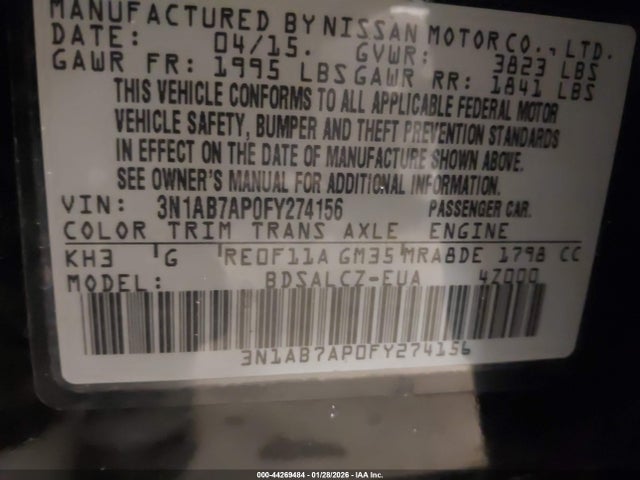 MANUFACTURED BY NISSAN MOTOR CO., LTD.
DATE: 04/15. GVWR: 3823 LBS
GAWR FR: 1995 LBS GAWR RR: 1841 LBS
THIS VEHICLE CONFORMS TO ALL APPLICABLE FEDERAL MOTOR
VEHICLE SAFETY, BUMPER AND THEFT PREVENTION STANDARDS
IN EFFECT ON THE DATE OF MANUFACTURE SHOWN ABOVE.
SEE OWNER'S MANUAL FOR ADDITIONAL INFORMATION.
VIN: 3N1AB7AP0FY274156 PASSENGER CAR.
COLOR TRIM TRANS AXLE ENGINE
KH3 G RE0F11A GM35 MRA8DE 1798 CC
MODEL: BDSALCZ-EUA 4Z000
3N1AB7AP0FY274156
000-44269484 | 01/28/2026 | IAA Inc.